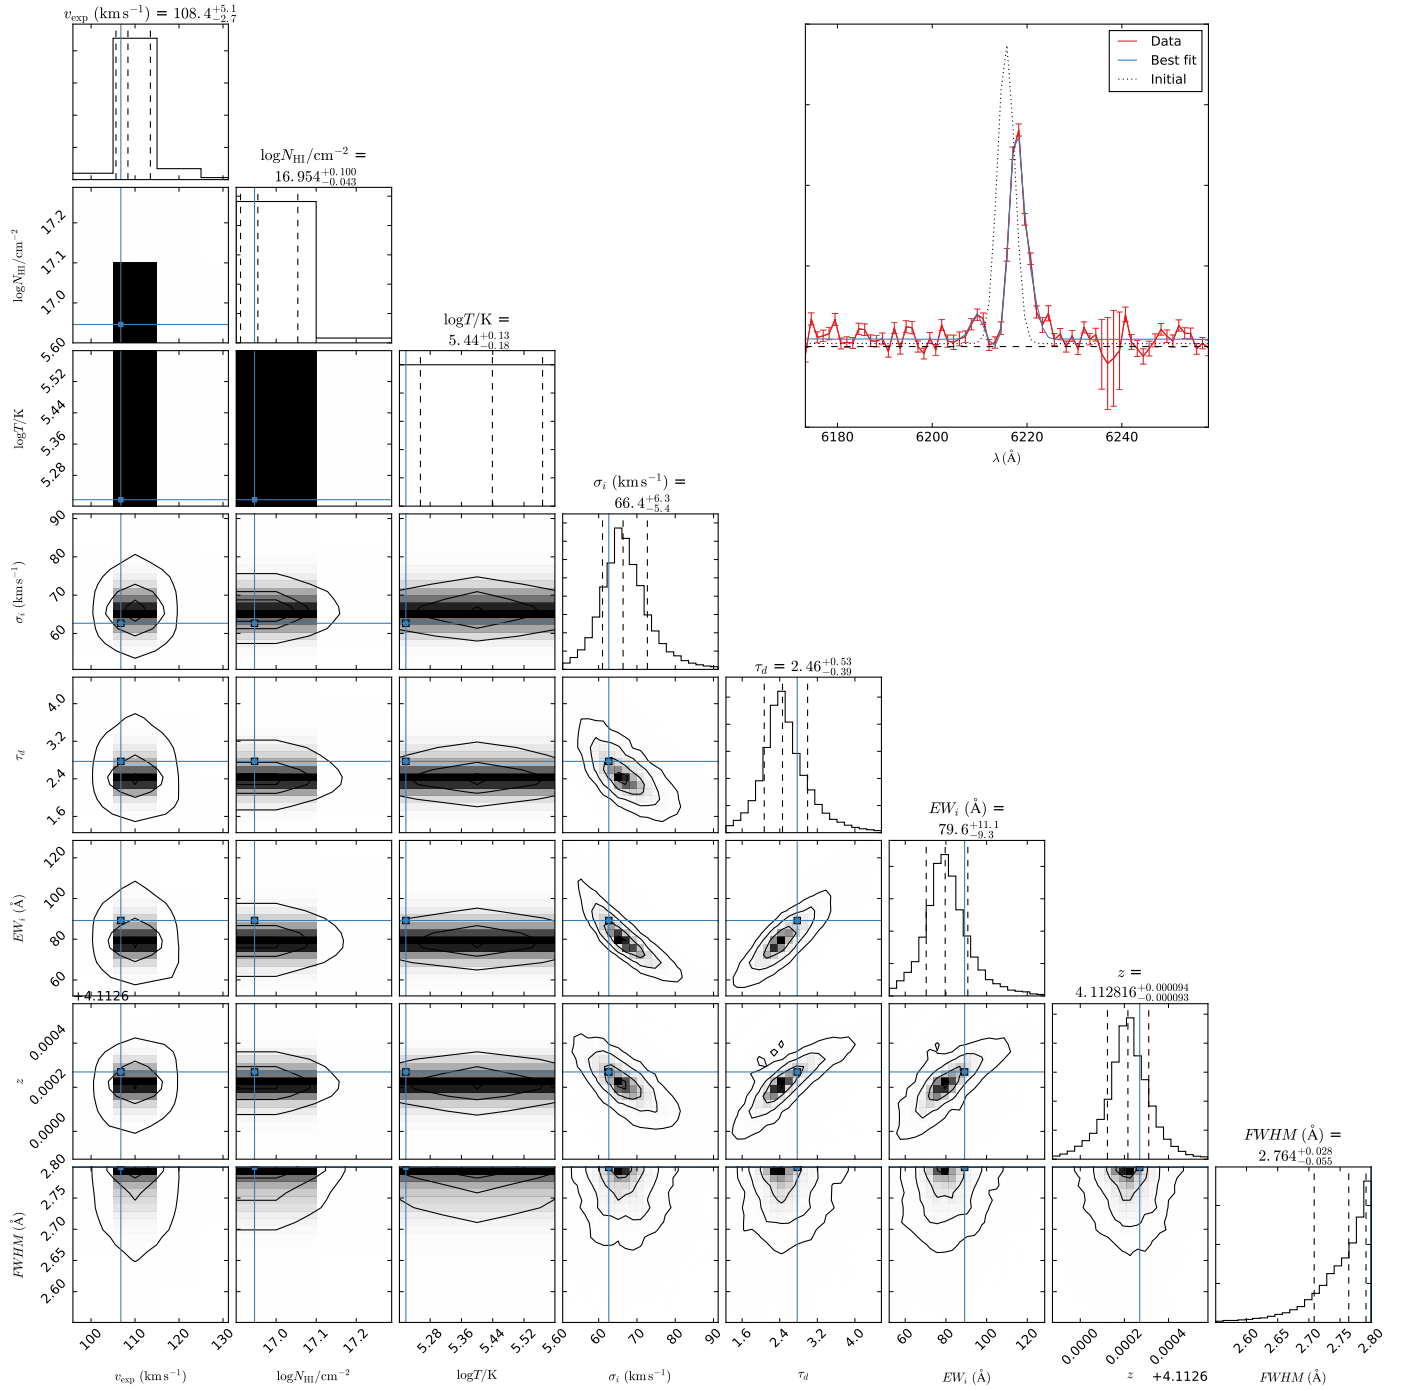 v_exp (km s⁻¹) = 108.4 +5.1 −2.7
Data
Best fit
Initial
6180 6200 6220 6240
λ (Å)
logN_HI/cm⁻² =
16.954 +0.100 −0.043
17.2
17.1
17.0
logN_HI/cm⁻²
logT/K =
5.44 +0.13 −0.18
5.60
5.52
5.44
5.36
5.28
logT/K
σ_i (km s⁻¹) =
66.4 +6.3 −5.4
90
80
70
60
σ_i (km s⁻¹)
τ_d = 2.46 +0.53 −0.39
4.0
3.2
2.4
1.6
τ_d
EW_i (Å) =
79.6 +11.1 −9.3
120
100
80
60
EW_i (Å)
z =
4.112816 +0.000094 −0.000093
+4.1126
0.0004
0.0002
0.0000
z
FWHM (Å) =
2.764 +0.028 −0.055
2.80
2.75
2.70
2.65
2.60
FWHM (Å)
100 110 120 130 17.0 17.1 17.2 5.28 5.36 5.44 5.52 5.60 60 70 80 90 1.6 2.4 3.2 4.0 60 80 100 120 0.0000 0.0002 0.0004 2.60 2.65 2.70 2.75 2.80
v_exp (km s⁻¹) logN_HI/cm⁻² logT/K σ_i (km s⁻¹) τ_d EW_i (Å) z +4.1126 FWHM (Å)